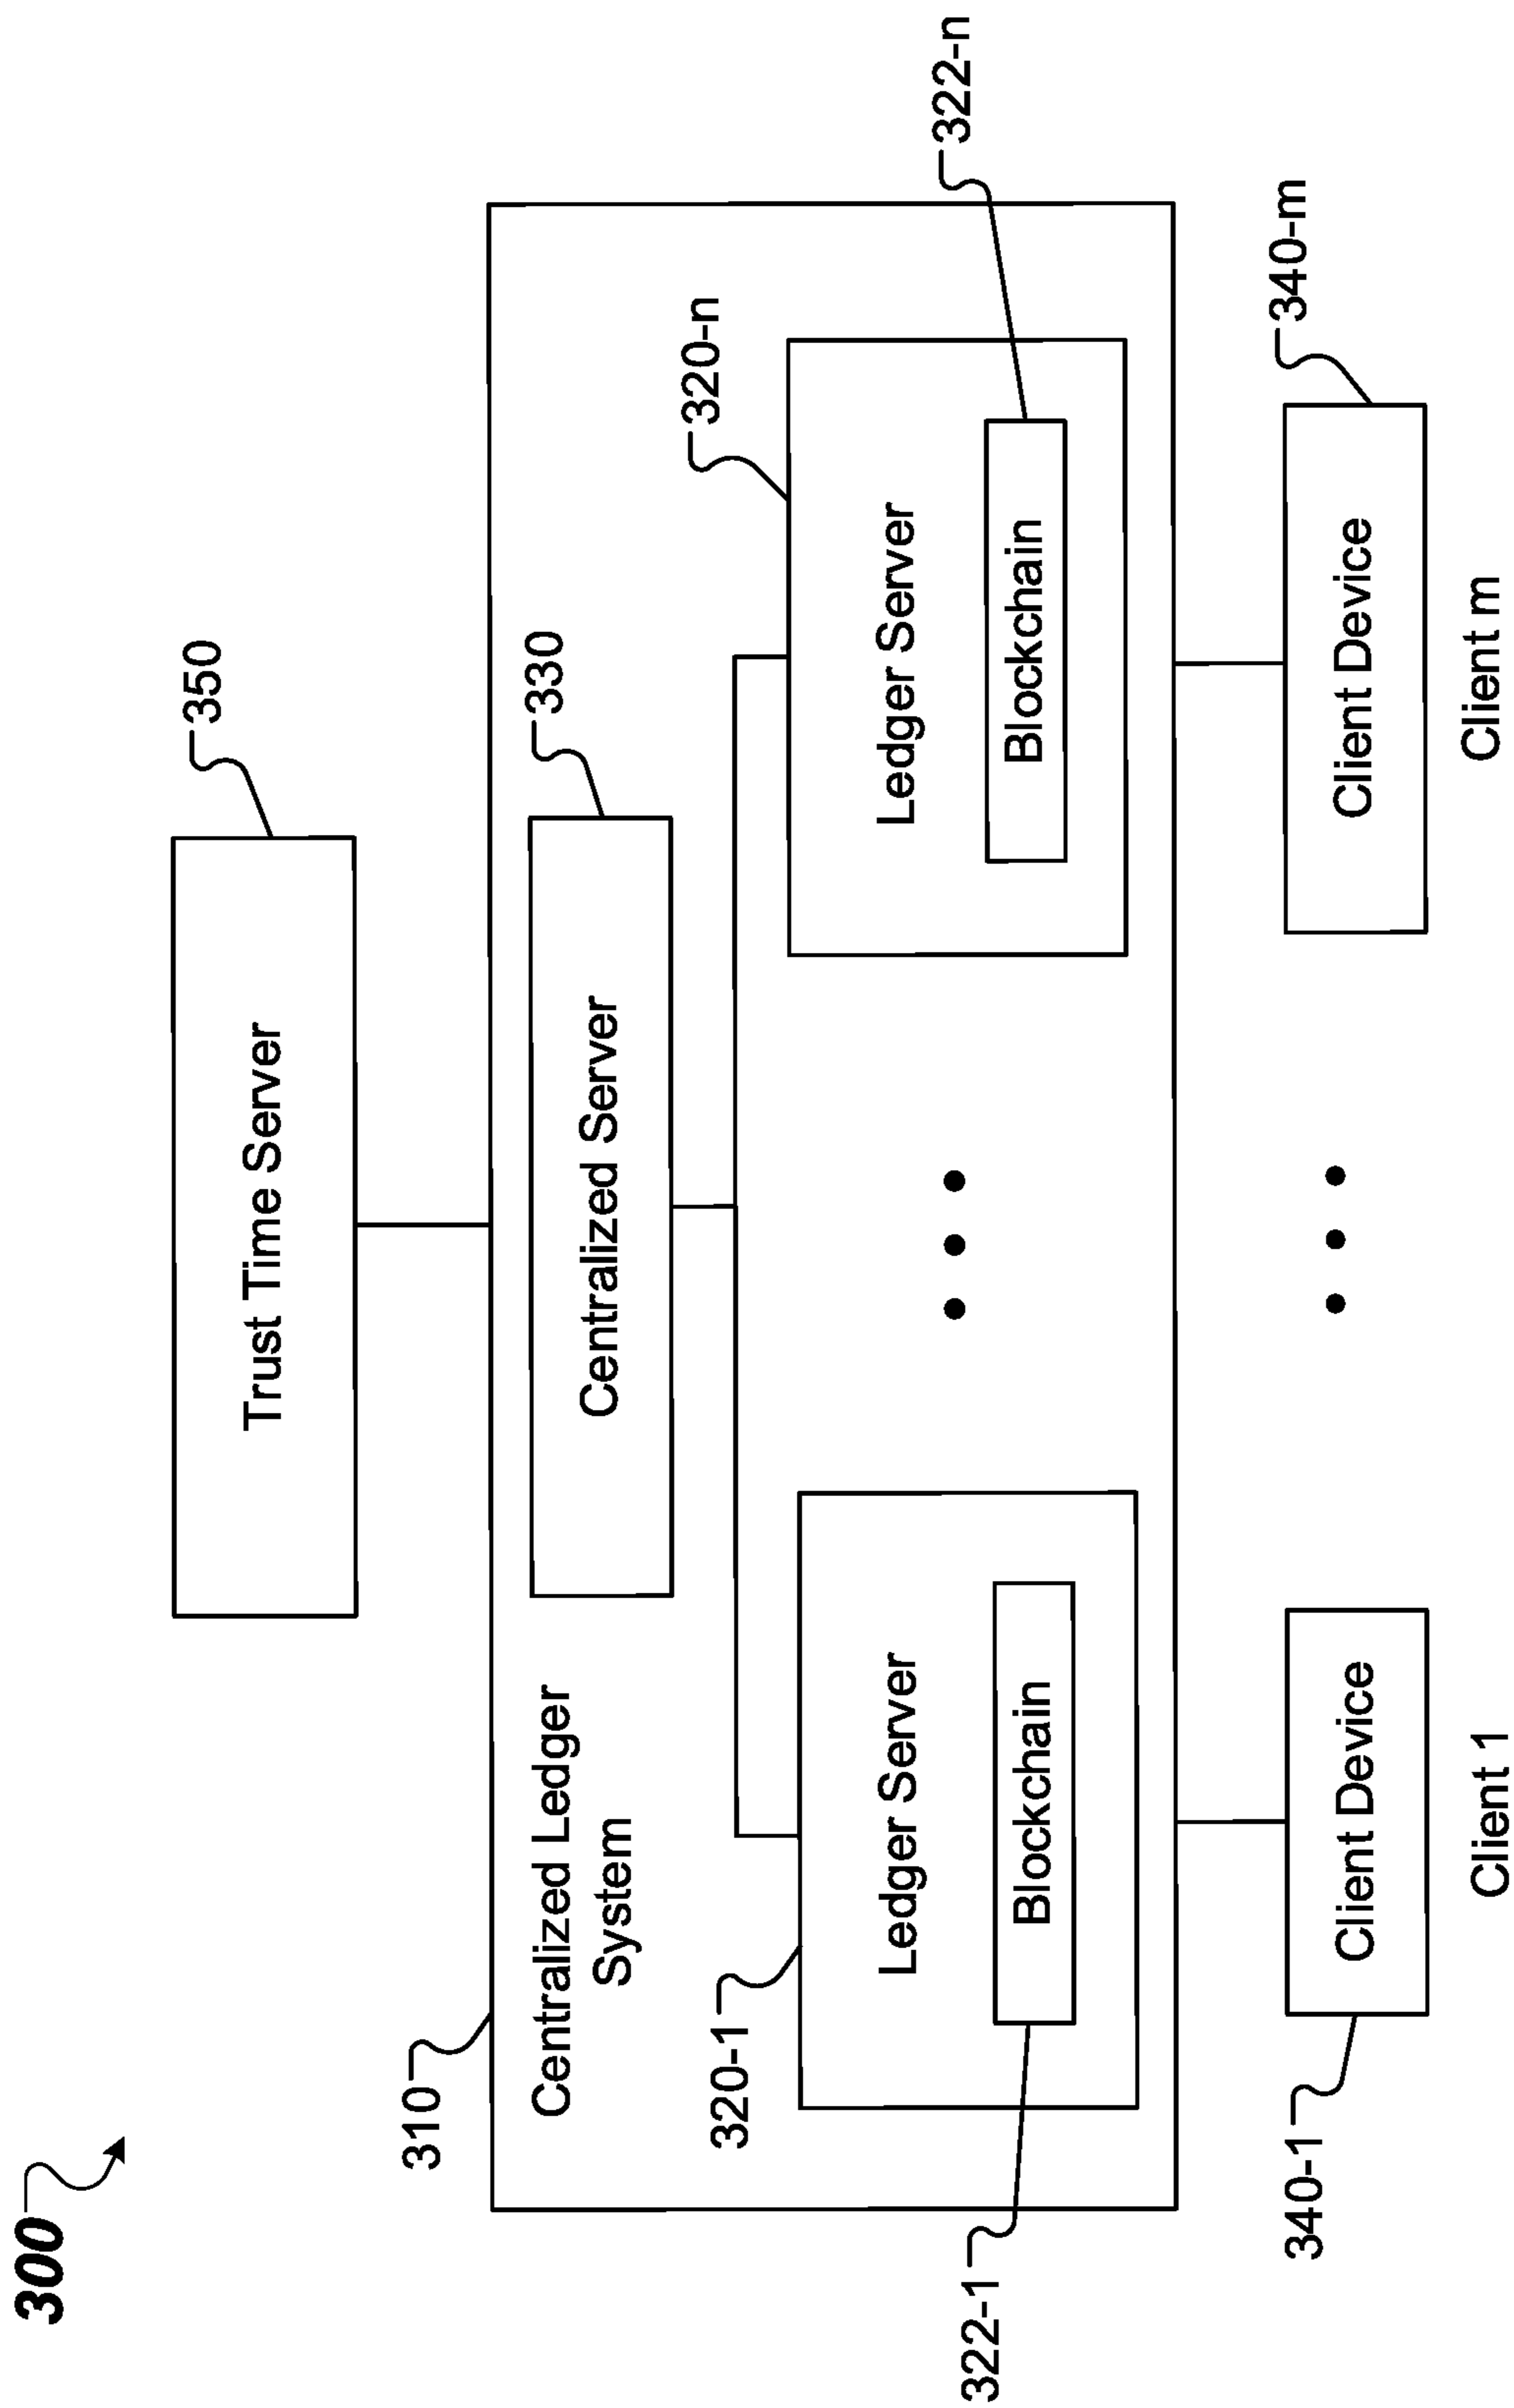 300
350
Trust Time Server
310
Centralized Ledger
System
330
Centralized Server
320-1
320-n
Ledger Server
Ledger Server
322-1
Blockchain
Blockchain
322-n
340-1
Client Device
Client Device
340-m
Client 1
Client m